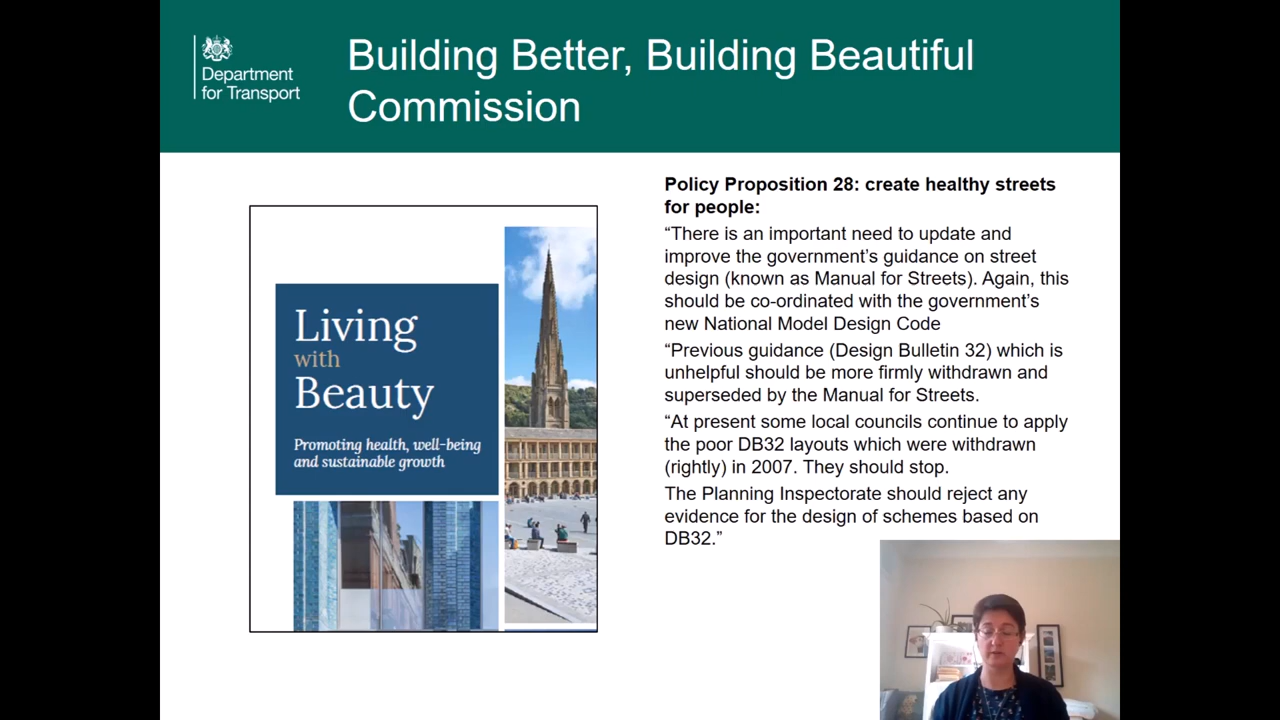 Department
for Transport
Building Better, Building Beautiful
Commission
Living
with
Beauty
Promoting health, well-being
and sustainable growth
Policy Proposition 28: create healthy streets
for people:
“There is an important need to update and
improve the government’s guidance on street
design (known as Manual for Streets). Again, this
should be co-ordinated with the government’s
new National Model Design Code
“Previous guidance (Design Bulletin 32) which is
unhelpful should be more firmly withdrawn and
superseded by the Manual for Streets.
“At present some local councils continue to apply
the poor DB32 layouts which were withdrawn
(rightly) in 2007. They should stop.
The Planning Inspectorate should reject any
evidence for the design of schemes based on
DB32.”